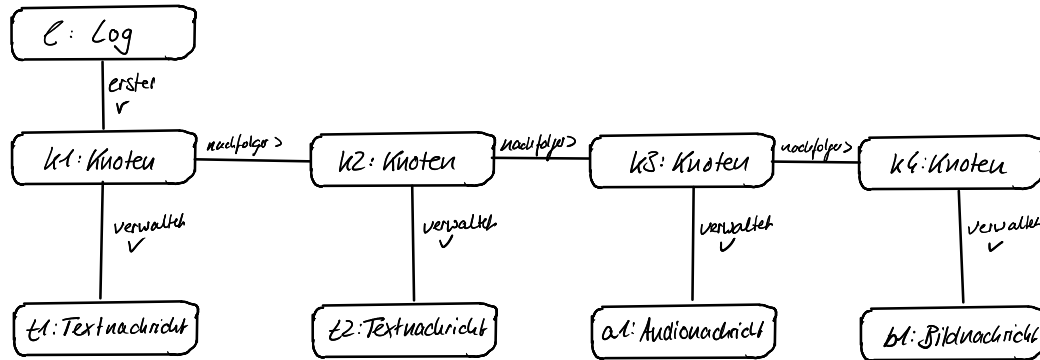 l: Log
erster
k1: Knoten
nachfolger >
k2: Knoten
nachfolger >
k3: Knoten
nachfolger >
k4: Knoten
verwaltet
verwaltet
verwaltet
verwaltet
t1: Textnachricht
t2: Textnachricht
a1: Audionachricht
b1: Bildnachricht